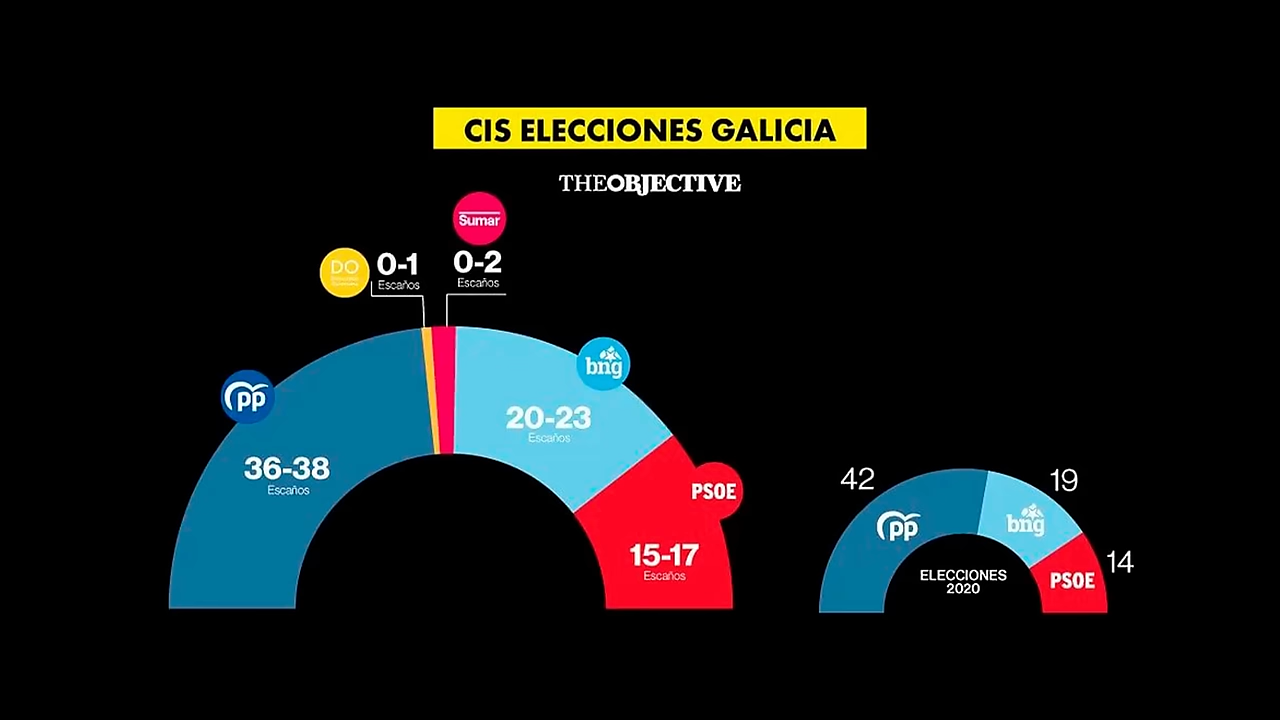 CIS ELECCIONES GALICIA
THEOBJECTIVE
Sumar
DO
0-1
Escaños
0-2
Escaños
pp
bng
20-23
Escaños
36-38
Escaños
PSOE
15-17
Escaños
42
19
pp
bng
14
ELECCIONES
2020
PSOE